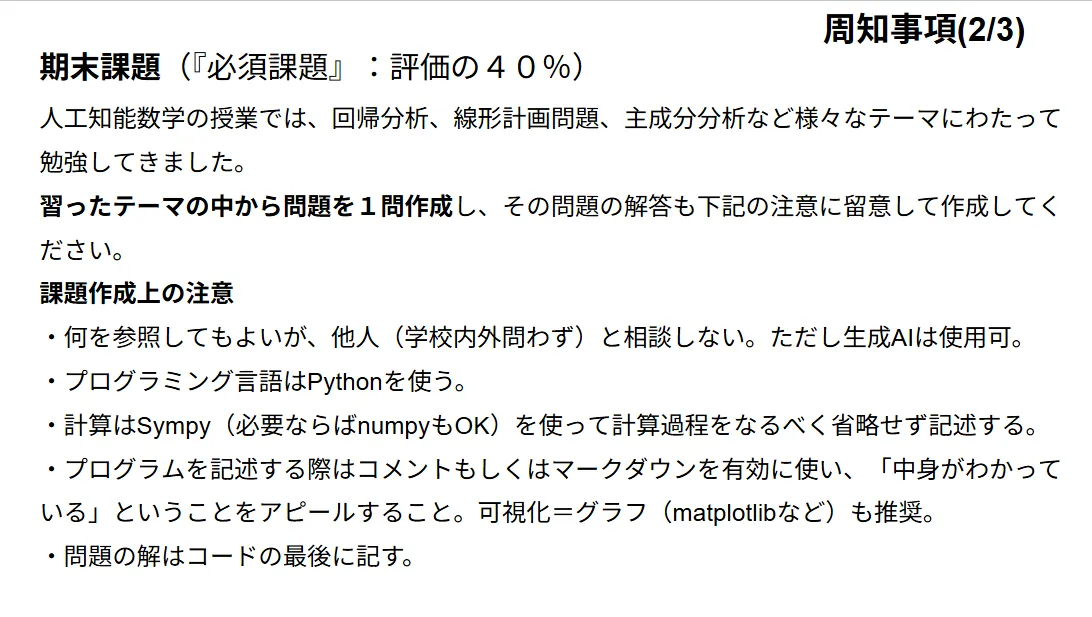 周知事項(2/3)
期末課題（『必須課題』：評価の４０％）
人工知能数学の授業では、回帰分析、線形計画問題、主成分分析など様々なテーマにわたって
勉強してきました。
習ったテーマの中から問題を１問作成し、その問題の解答も下記の注意に留意して作成してく
ださい。
課題作成上の注意
・何を参照してもよいが、他人（学校内外問わず）と相談しない。ただし生成AIは使用可。
・プログラミング言語はPythonを使う。
・計算はSympy（必要ならばnumpyもOK）を使って計算過程をなるべく省略せず記述する。
・プログラムを記述する際はコメントもしくはマークダウンを有効に使い、「中身がわかって
いる」ということをアピールすること。可視化＝グラフ（matplotlibなど）も推奨。
・問題の解はコードの最後に記す。